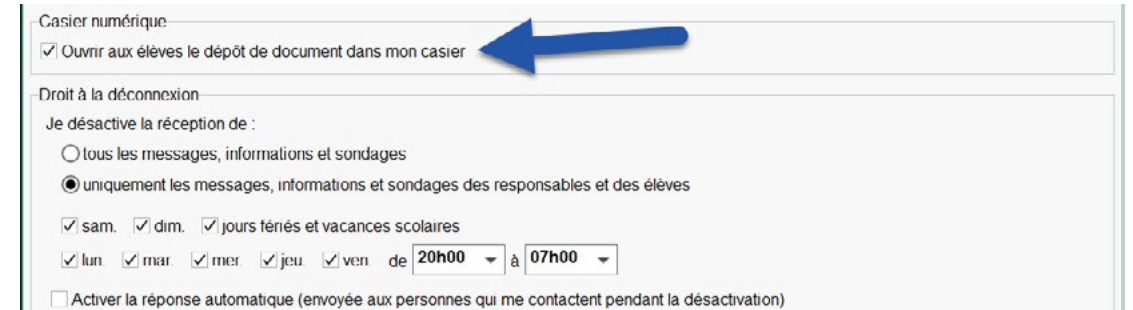 Casier numérique
Ouvrir aux élèves le dépôt de document dans mon casier
Droit à la déconnexion
Je désactive la réception de :
tous les messages, informations et sondages
uniquement les messages, informations et sondages des responsables et des élèves
sam. dim. jours fériés et vacances scolaires
lun. mar. mer. jeu. ven. de 20h00 à 07h00
Activer la réponse automatique (envoyée aux personnes qui me contactent pendant la désactivation)